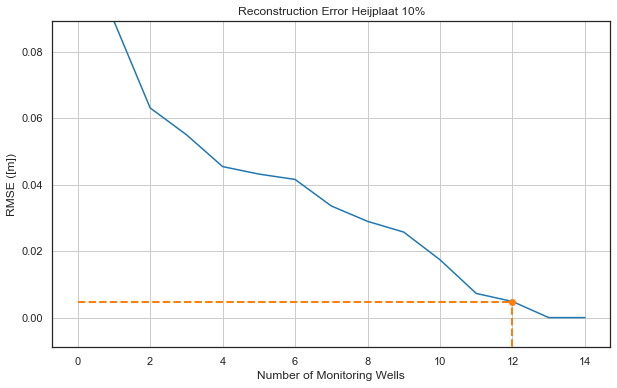 Reconstruction Error Heijplaat 10%
RMSE ([m])
0.08
0.06
0.04
0.02
0.00
0 2 4 6 8 10 12 14
Number of Monitoring Wells